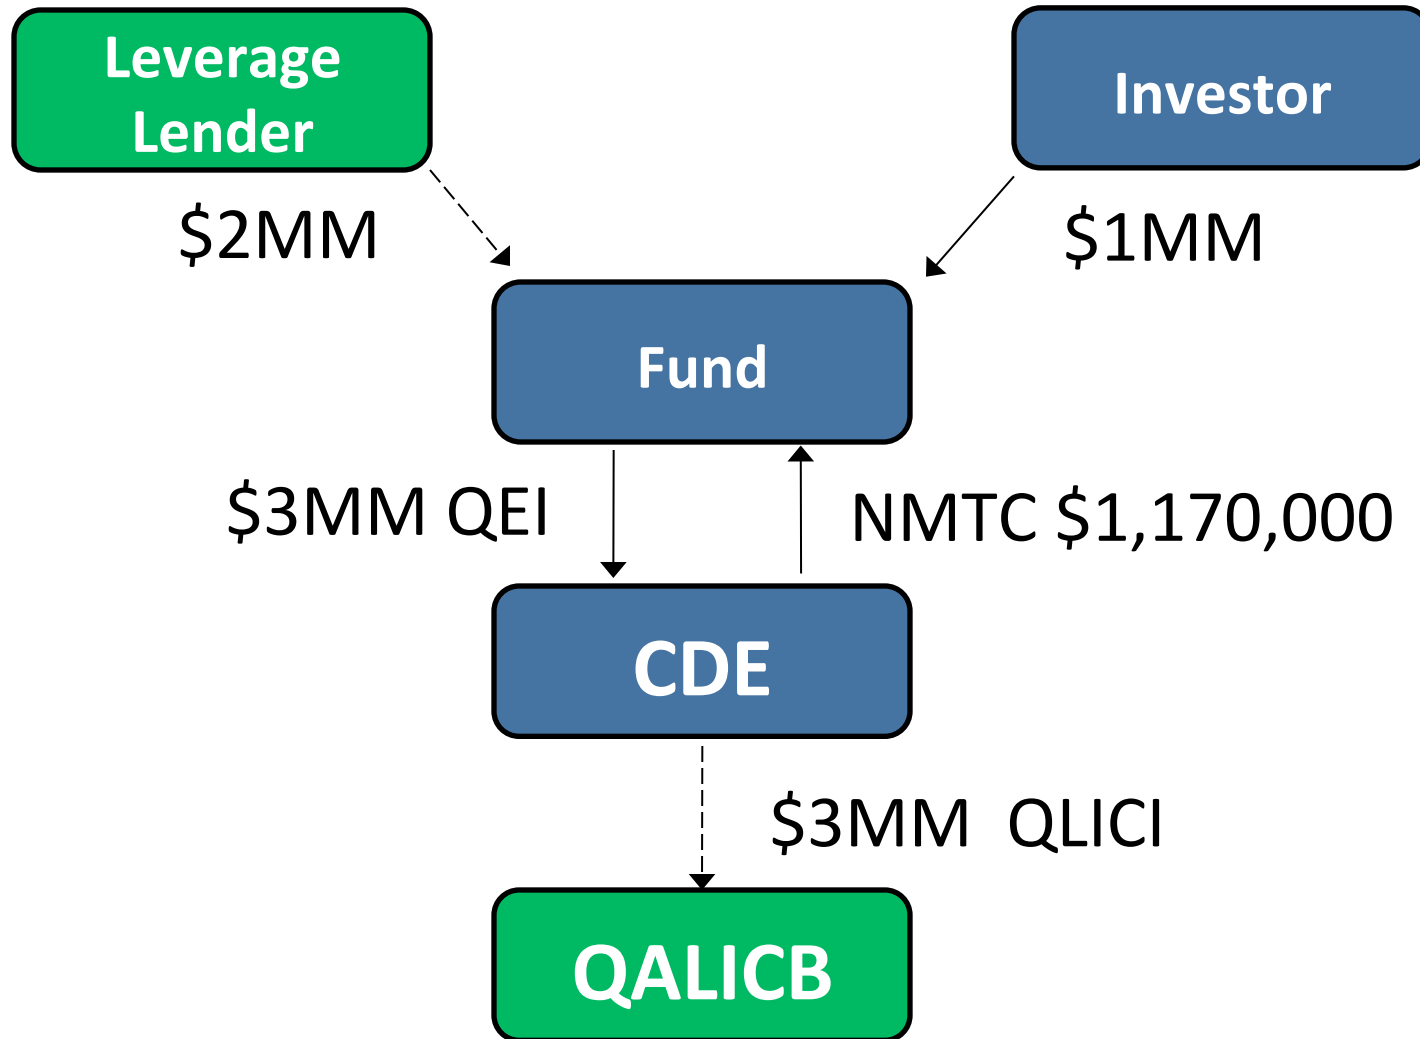 Leverage
Lender
Investor
$2MM
$1MM
Fund
$3MM QEI
NMTC $1,170,000
CDE
$3MM QLICI
QALICB